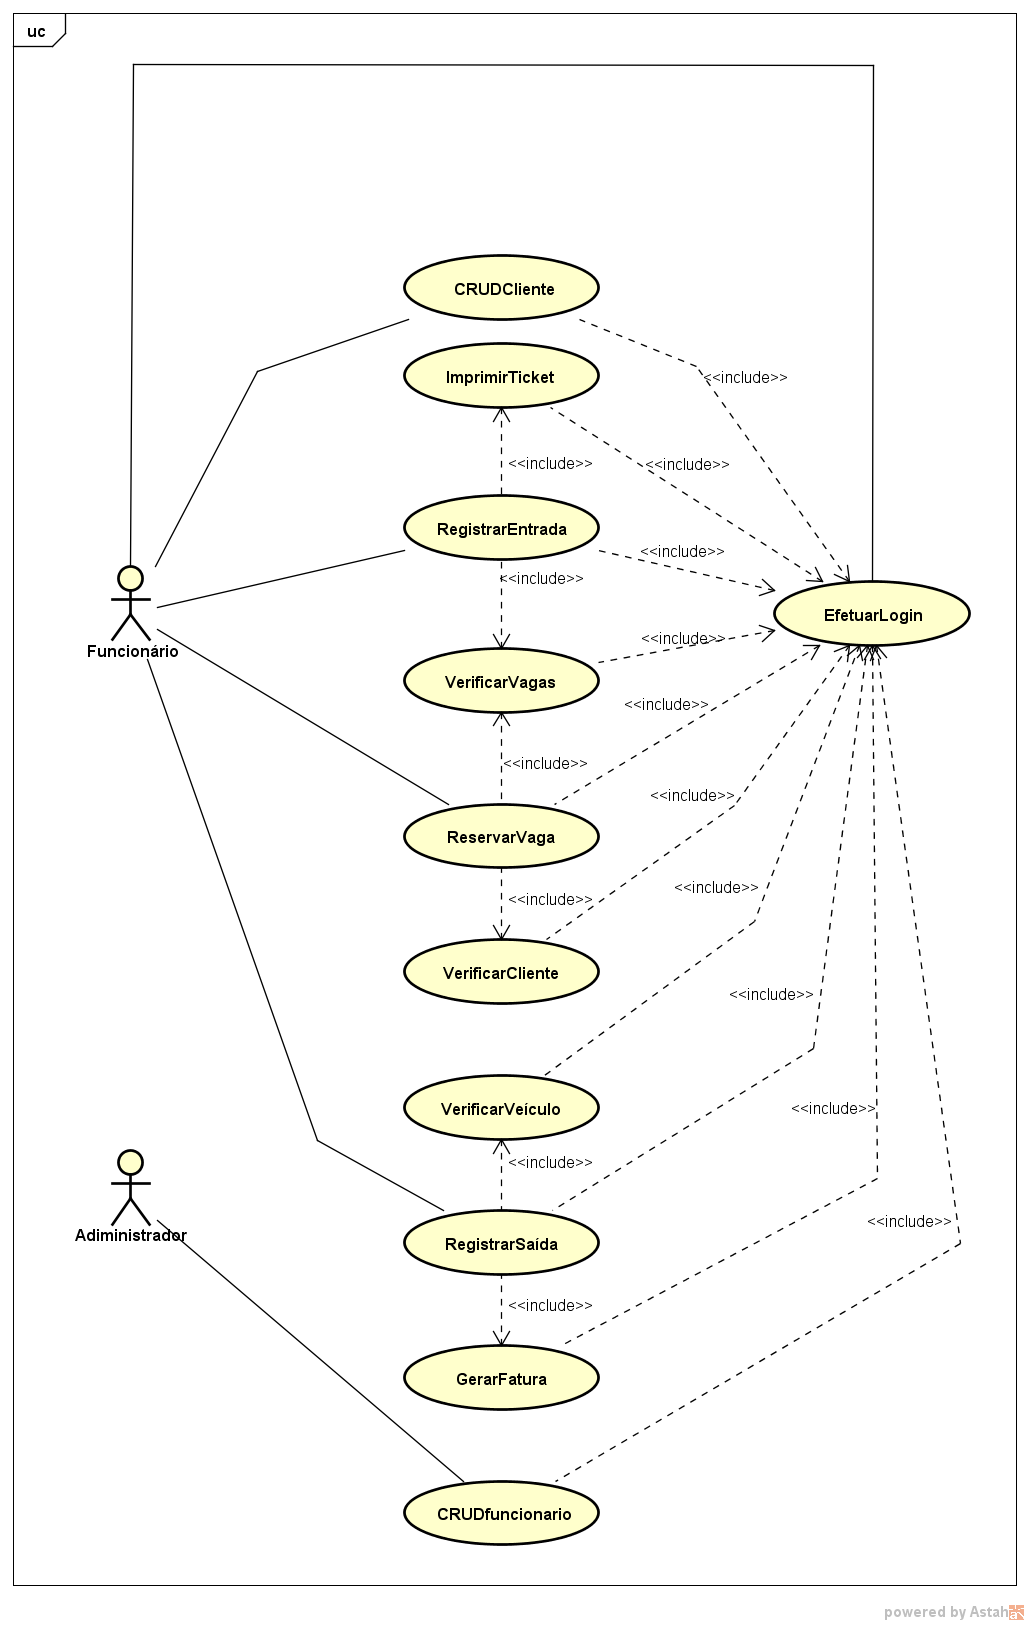 uc
CRUDCliente
ImprimirTicket
<<include>>
<<include>>
<<include>>
RegistrarEntrada
<<include>>
<<include>>
EfetuarLogin
Funcionário
<<include>>
VerificarVagas
<<include>>
<<include>>
<<include>>
ReservarVaga
<<include>>
<<include>>
VerificarCliente
<<include>>
VerificarVeículo
<<include>>
<<include>>
<<include>>
Adiministrador
RegistrarSaída
<<include>>
GerarFatura
CRUDfuncionario
powered by Astah